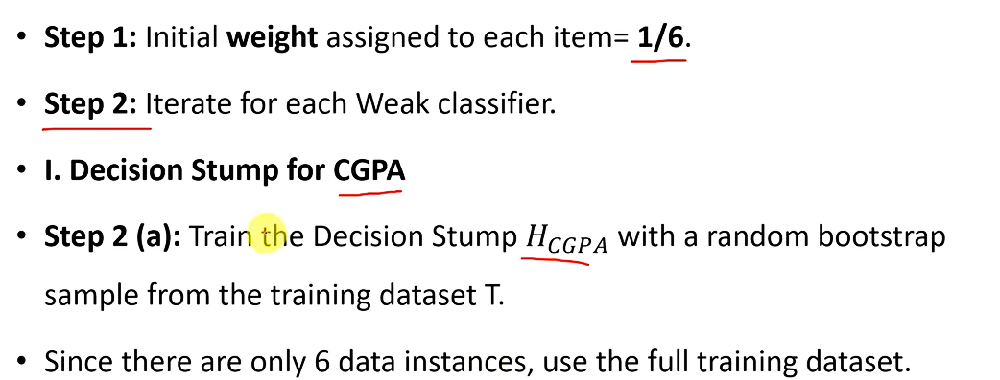 • Step 1: Initial weight assigned to each item= 1/6.
• Step 2: Iterate for each Weak classifier.
• I. Decision Stump for CGPA
• Step 2 (a): Train the Decision Stump H_{CGPA} with a random bootstrap
sample from the training dataset T.
• Since there are only 6 data instances, use the full training dataset.